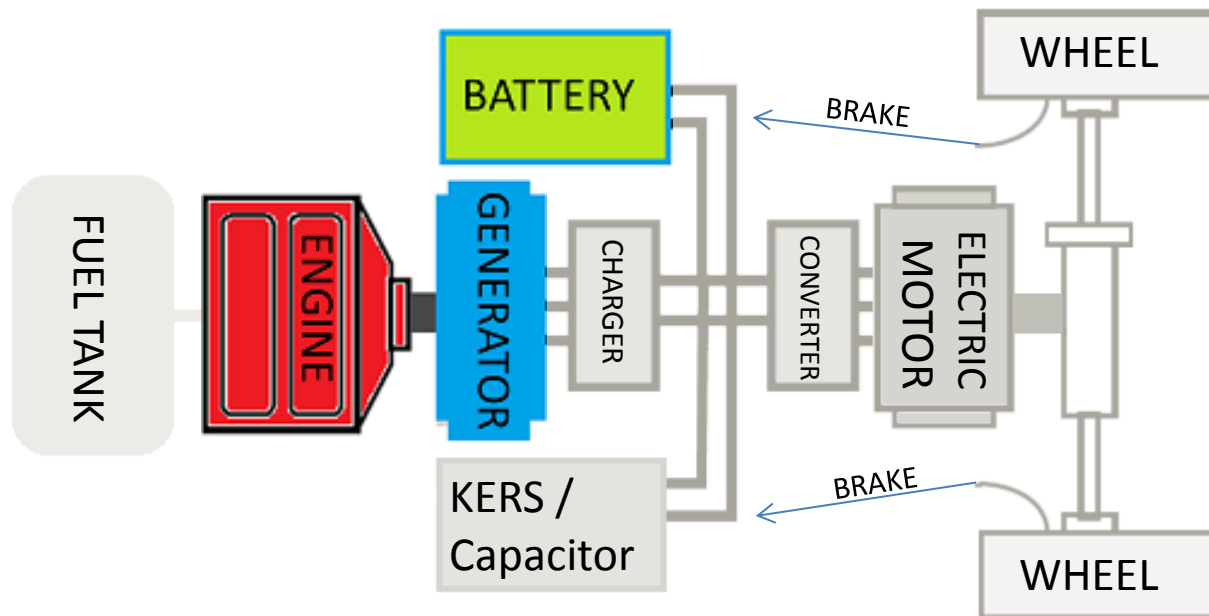 WHEEL
BATTERY
BRAKE
FUEL TANK
ENGINE
GENERATOR
CHARGER
CONVERTER
ELECTRIC
MOTOR
KERS /
Capacitor
BRAKE
WHEEL